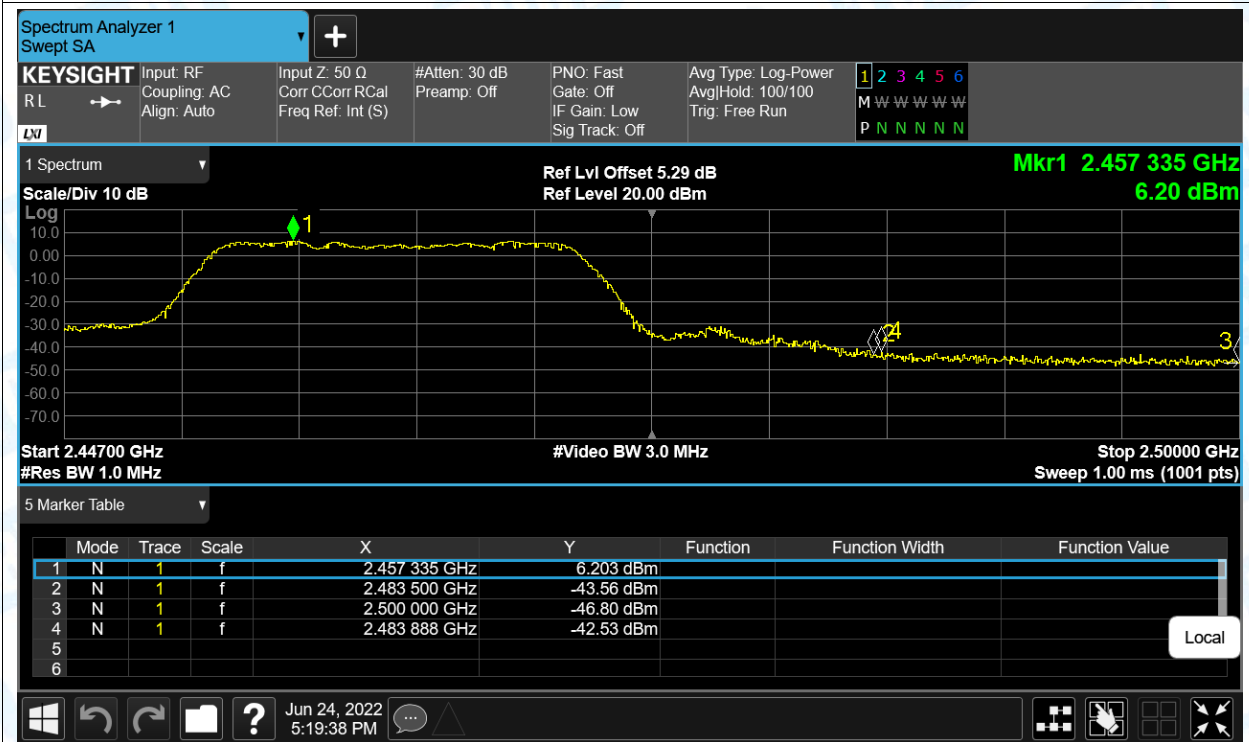 Spectrum Analyzer 1
Swept SA
+
KEYSIGHT Input: RF Input Z: 50 Ω #Atten: 30 dB PNO: Fast Avg Type: Log-Power 1 2 3 4 5 6
R L Coupling: AC Corr CCorr RCal Preamp: Off Gate: Off Avg|Hold: 100/100 M W W W W W W
Align: Auto Freq Ref: Int (S) IF Gain: Low Trig: Free Run
LXI Sig Track: Off P N N N N N N
1 Spectrum Ref Lvl Offset 5.29 dB Mkr1 2.457 335 GHz
Scale/Div 10 dB Ref Level 20.00 dBm 6.20 dBm
Log
1
10.0
0.00
-10.0
-20.0
-30.0
2 4
3
-40.0
-50.0
-60.0
-70.0
Start 2.44700 GHz #Video BW 3.0 MHz Stop 2.50000 GHz
#Res BW 1.0 MHz Sweep 1.00 ms (1001 pts)
5 Marker Table
Mode Trace Scale X Y Function Function Width Function Value
1 N 1 f 2.457 335 GHz 6.203 dBm
2 N 1 f 2.483 500 GHz -43.56 dBm
3 N 1 f 2.500 000 GHz -46.80 dBm
4 N 1 f 2.483 888 GHz -42.53 dBm
5
6
Local
? Jun 24, 2022
5:19:38 PM